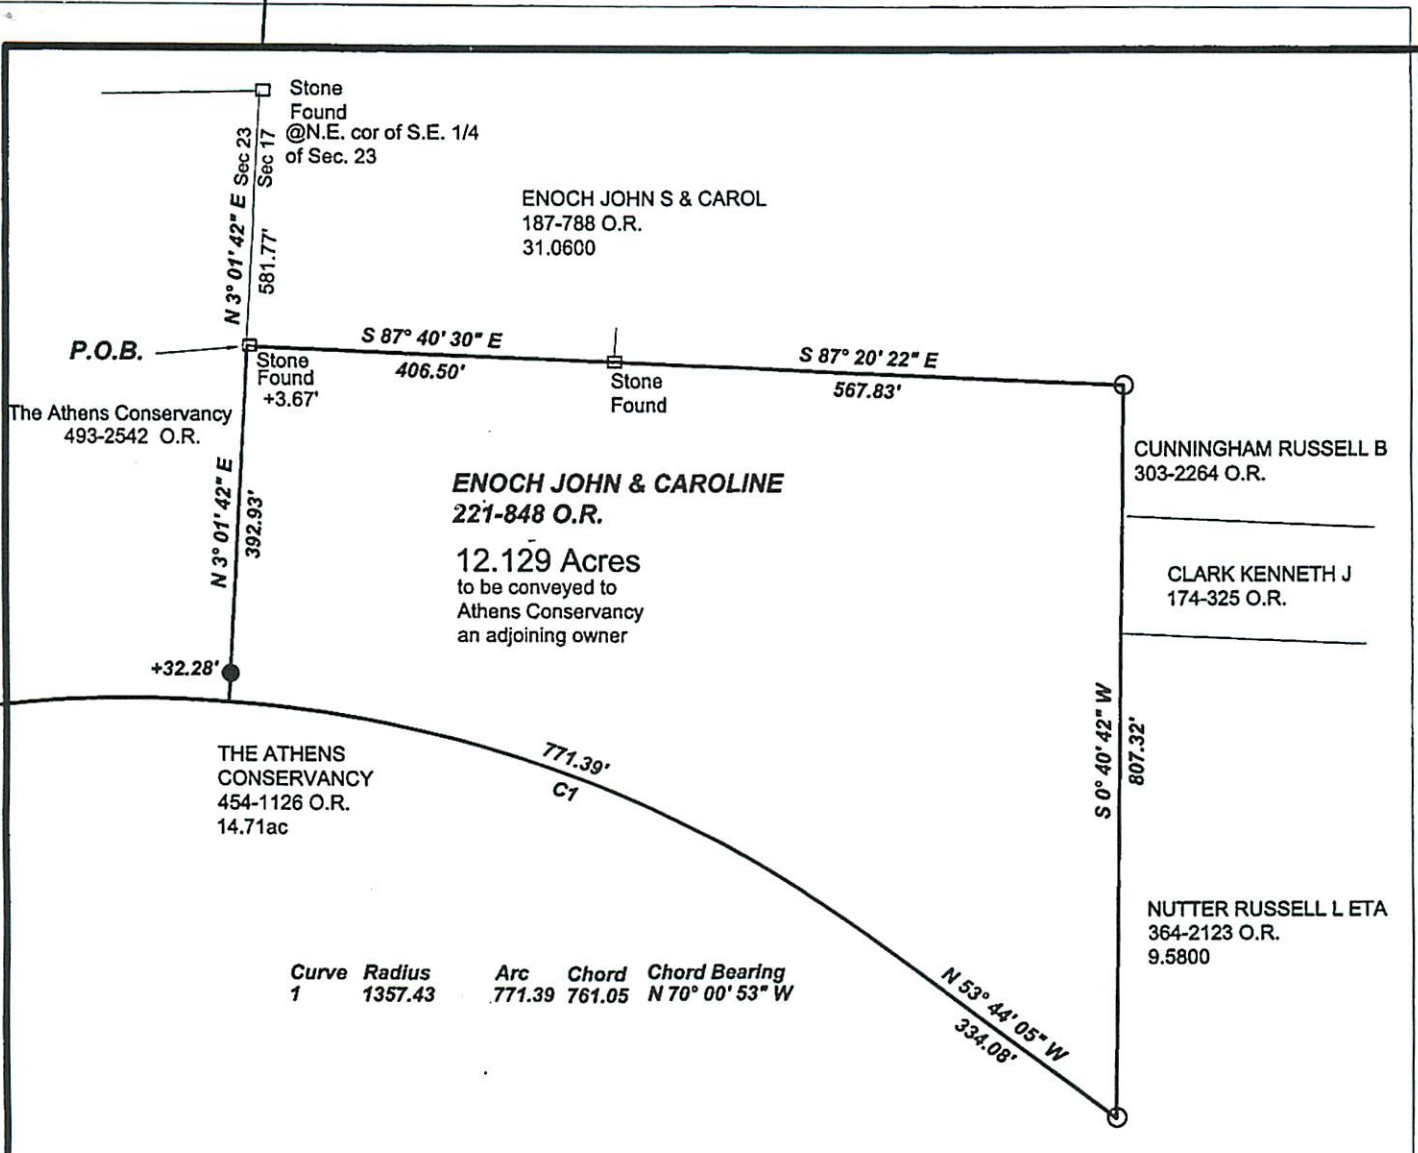 Stone
Found
@N.E. cor of S.E. 1/4
of Sec. 23
Sec 23
Sec 17
N 3° 01' 42" E
581.77'
ENOCH JOHN S & CAROL
187-788 O.R.
31.0600
P.O.B.
S 87° 40' 30" E
406.50'
S 87° 20' 22" E
567.83'
Stone
Found
+3.67'
Stone
Found
The Athens Conservancy
493-2542 O.R.
N 3° 01' 42" E
392.93'
CUNNINGHAM RUSSELL B
303-2264 O.R.
ENOCH JOHN & CAROLINE
221-848 O.R.
12.129 Acres
to be conveyed to
Athens Conservancy
an adjoining owner
CLARK KENNETH J
174-325 O.R.
+32.28'
S 0° 40' 42" W
807.32'
THE ATHENS
CONSERVANCY
454-1126 O.R.
14.71ac
771.39'
C1
NUTTER RUSSELL L ETA
364-2123 O.R.
9.5800
Curve Radius Arc Chord Chord Bearing
1 1357.43 771.39 761.05 N 70° 00' 53" W
N 53° 44' 05" W
334.08'